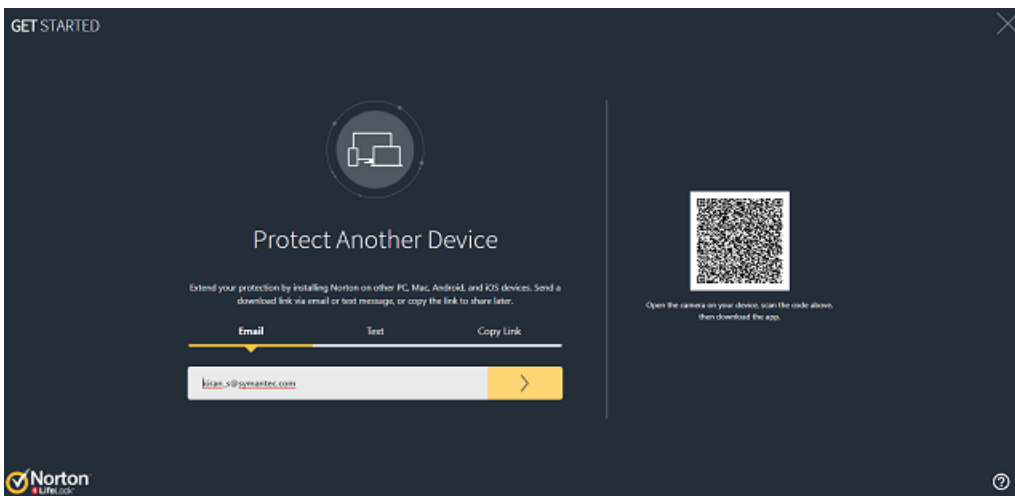 GET STARTED
Protect Another Device
Extend your protection by installing Norton on other PC, Mac, Android, and iOS devices. Send a
download link via email or text message, or copy the link to share later.
Email Text Copy Link
kiran_s@symantec.com
Open the camera on your device, scan the code above,
then download the app.
Norton
LifeLock
?